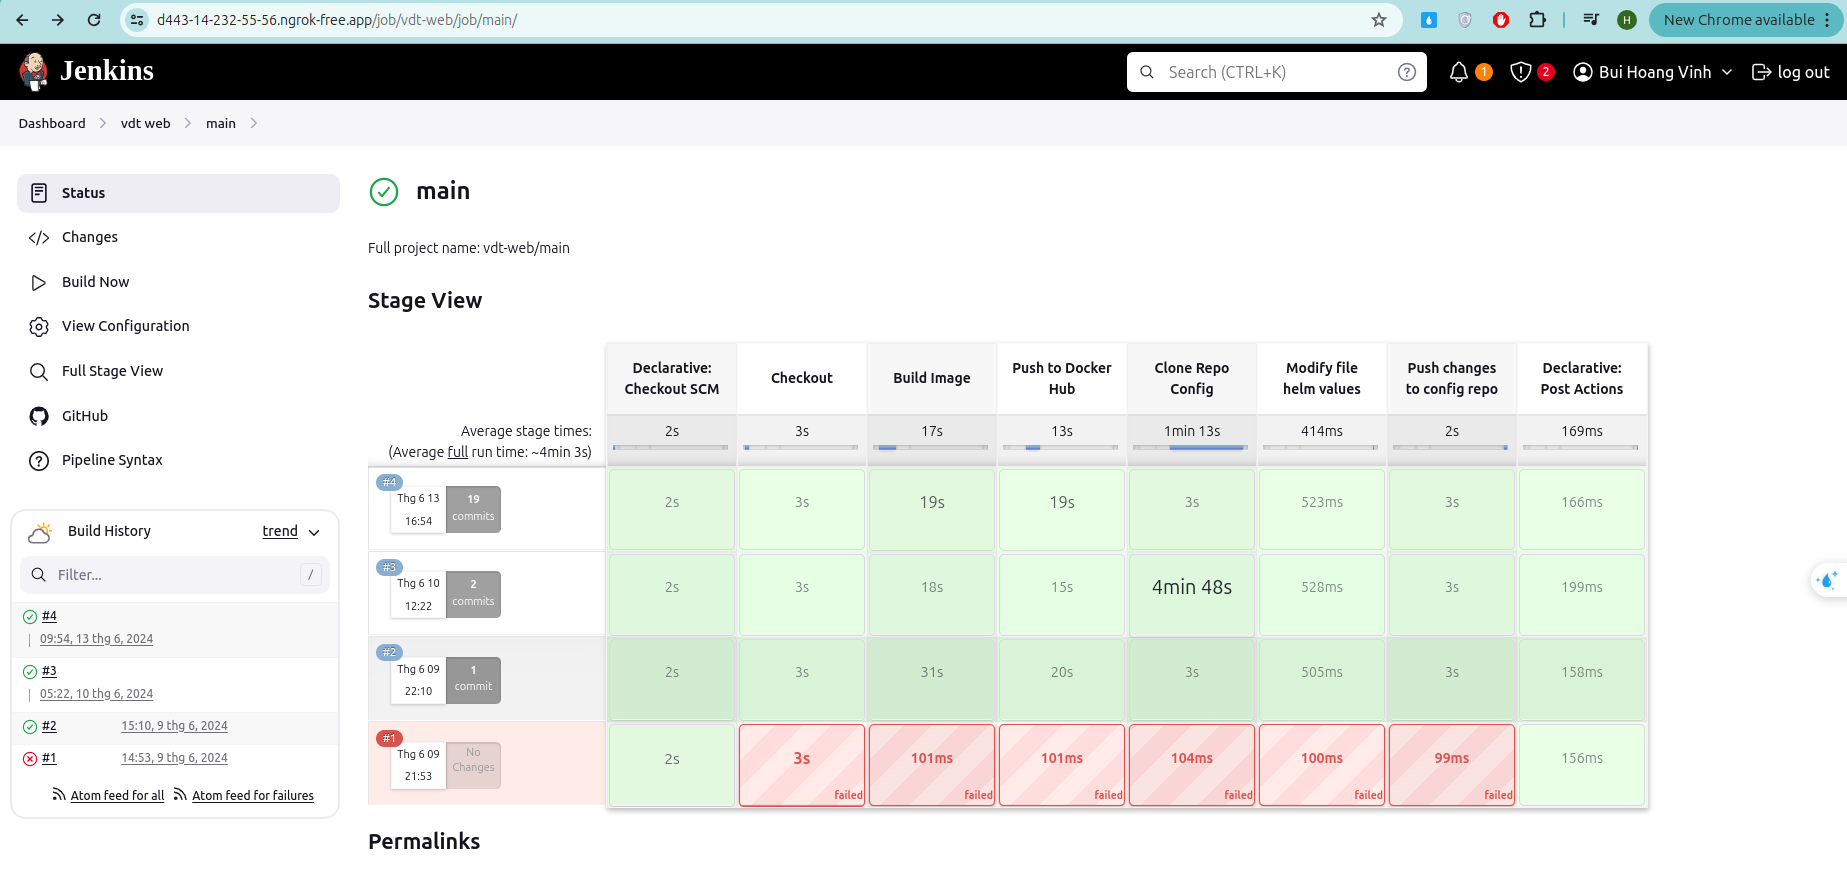 d443-14-232-55-56.ngrok-free.app/job/vdt-web/job/main/
H
New Chrome available
Jenkins
Search (CTRL+K)
1
2
Bui Hoang Vinh
log out
Dashboard
vdt web
main
Status
Changes
Build Now
View Configuration
Full Stage View
GitHub
Pipeline Syntax
Build History
trend
Filter...
/
#4
09:54, 13 thg 6, 2024
#3
05:22, 10 thg 6, 2024
#2 15:10, 9 thg 6, 2024
#1 14:53, 9 thg 6, 2024
Atom feed for all
Atom feed for failures
main
Full project name: vdt-web/main
Stage View
Declarative: Checkout SCM
Checkout
Build Image
Push to Docker Hub
Clone Repo Config
Modify file helm values
Push changes to config repo
Declarative: Post Actions
Average stage times:
(Average full run time: ~4min 3s)
2s 3s 17s 13s 1min 13s 414ms 2s 169ms
#4
Thg 6 13
16:54
19
commits
2s 3s 19s 19s 3s 523ms 3s 166ms
#3
Thg 6 10
12:22
2
commits
2s 3s 18s 15s 4min 48s 528ms 3s 199ms
#2
Thg 6 09
22:10
1
commit
2s 3s 31s 20s 3s 505ms 3s 158ms
#1
Thg 6 09
21:53
No
Changes
2s 3s 101ms 101ms 104ms 100ms 99ms 156ms
failed failed failed failed failed failed
Permalinks